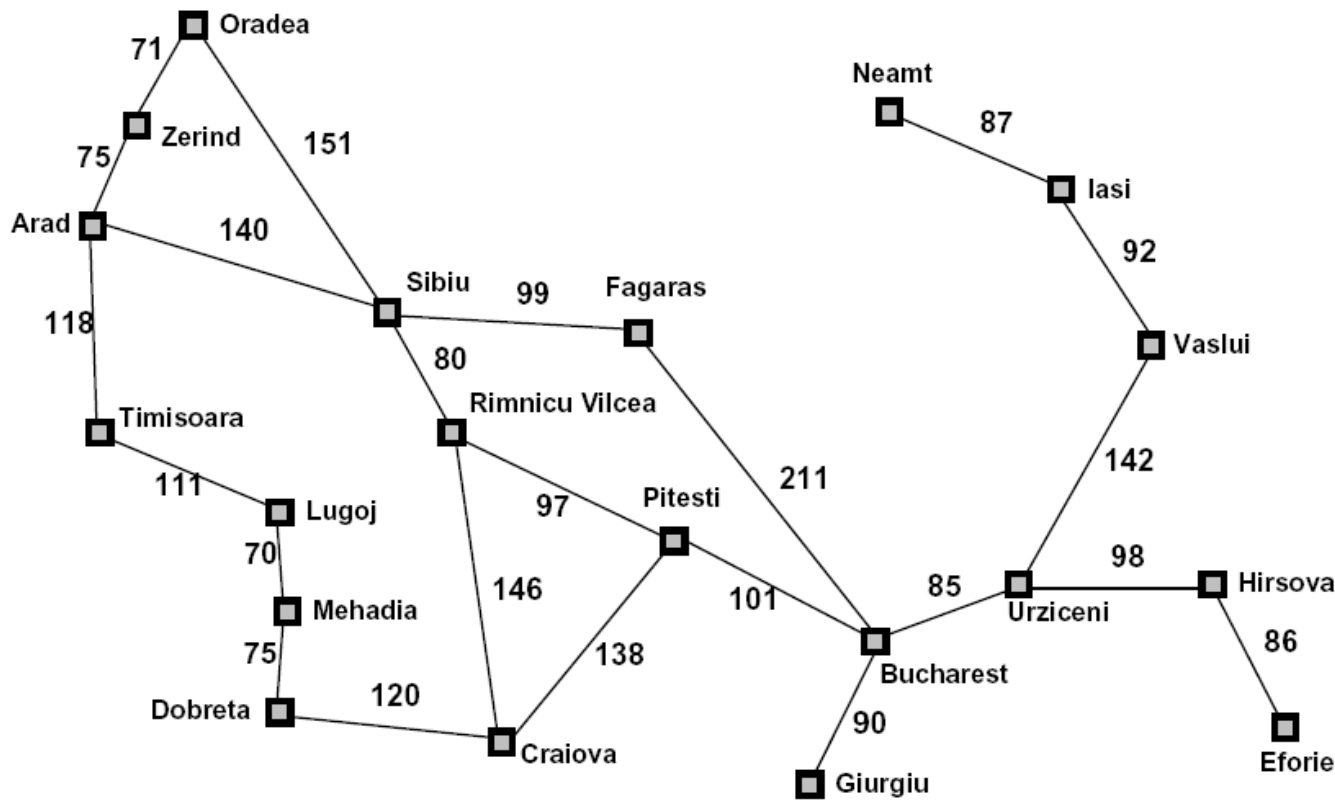 Oradea
71
Neamt
87
Zerind
151
75
Iasi
Arad
140
92
Sibiu
99
Fagaras
118
Vaslui
80
Rimnicu Vilcea
Timisoara
142
211
111
Lugoj
97
Pitesti
70
146
101
85
98
Hirsova
Mehadia
Urziceni
75
138
86
Bucharest
Dobreta
120
90
Craiova
Eforie
Giurgiu